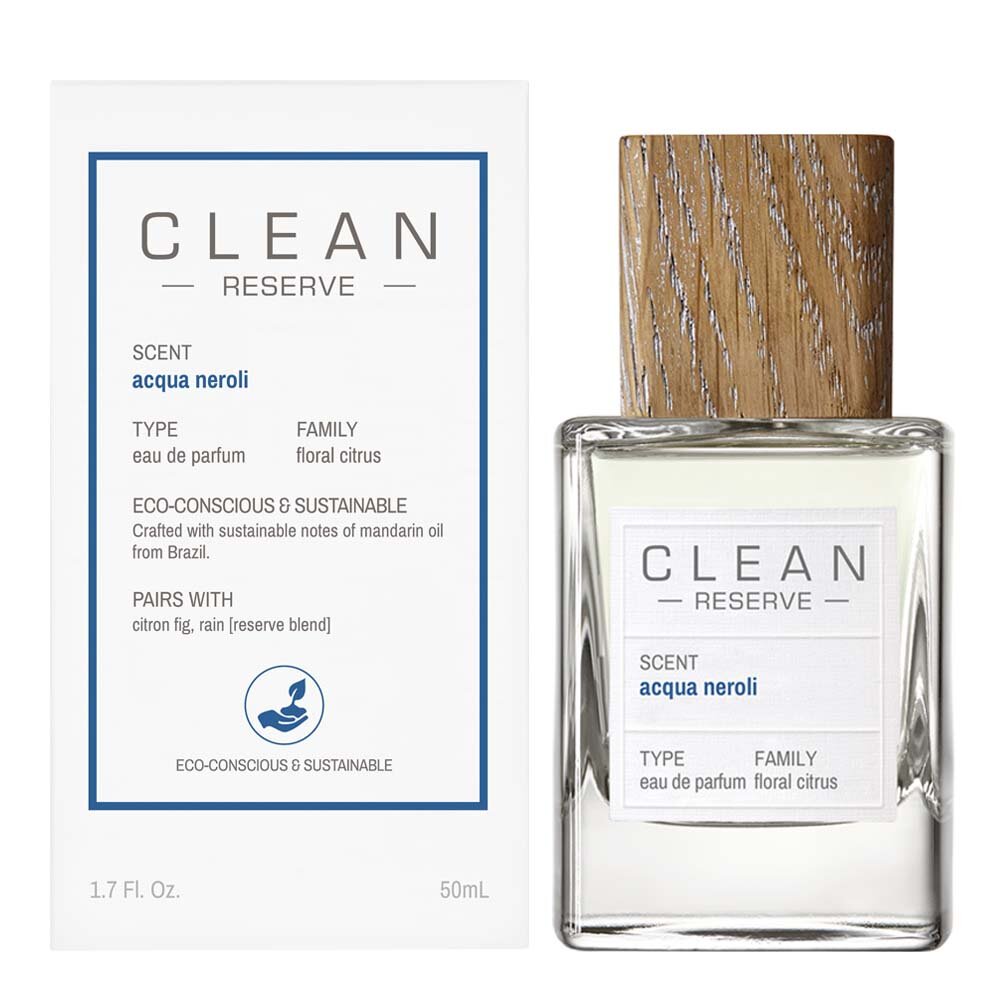 CLEAN
— RESERVE —
SCENT
acqua neroli
TYPE FAMILY
eau de parfum floral citrus
ECO-CONSCIOUS & SUSTAINABLE
Crafted with sustainable notes of mandarin oil
from Brazil.
PAIRS WITH
citron fig, rain [reserve blend]
ECO-CONSCIOUS & SUSTAINABLE
1.7 Fl. Oz. 50mL
CLEAN
— RESERVE —
SCENT
acqua neroli
TYPE FAMILY
eau de parfum floral citrus